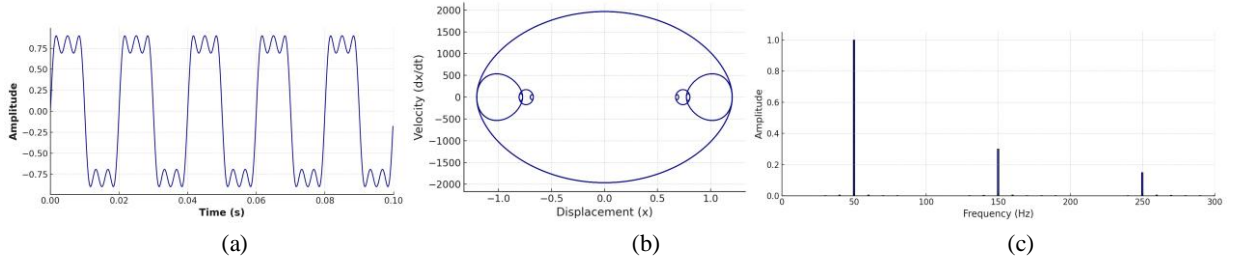 Amplitude
0.75
0.50
0.25
0.00
−0.25
−0.50
−0.75
0.00 0.02 0.04 0.06 0.08 0.10
Time (s)
(a)
Velocity (dx/dt)
2000
1500
1000
500
0
−500
−1000
−1500
−2000
−1.0 −0.5 0.0 0.5 1.0
Displacement (x)
(b)
Amplitude
1.0
0.8
0.6
0.4
0.2
0.0
0 50 100 150 200 250 300
Frequency (Hz)
(c)